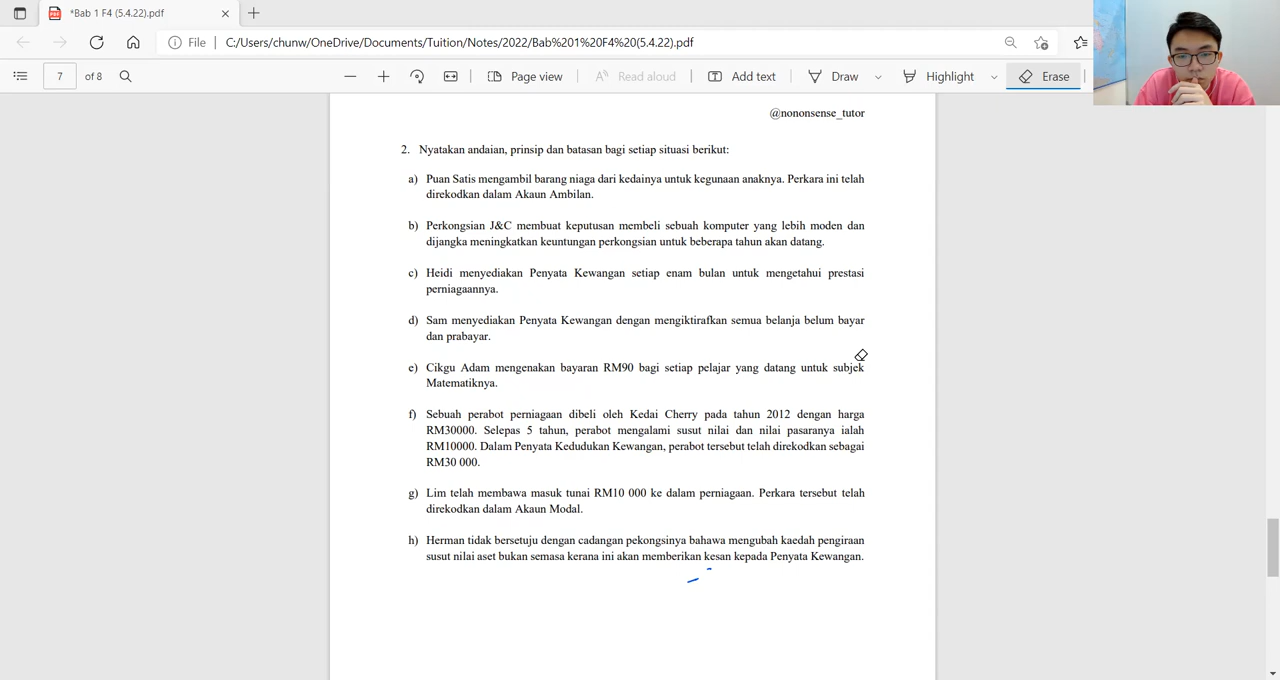 *Bab 1 F4 (5.4.22).pdf
File C:/Users/chunw/OneDrive/Documents/Tuition/Notes/2022/Bab%201%20F4%20(5.4.22).pdf
7 of 8 Page view Read aloud Add text Draw Highlight Erase
@nononsense_tutor
2. Nyatakan andaian, prinsip dan batasan bagi setiap situasi berikut:
a) Puan Satis mengambil barang niaga dari kedainya untuk kegunaan anaknya. Perkara ini telah
direkodkan dalam Akaun Ambilan.
b) Perkongsian J&C membuat keputusan membeli sebuah komputer yang lebih moden dan
dijangka meningkatkan keuntungan perkongsian untuk beberapa tahun akan datang.
c) Heidi menyediakan Penyata Kewangan setiap enam bulan untuk mengetahui prestasi
perniagaannya.
d) Sam menyediakan Penyata Kewangan dengan mengiktirafkan semua belanja belum bayar
dan prabayar.
e) Cikgu Adam mengenakan bayaran RM90 bagi setiap pelajar yang datang untuk subjek
Matematiknya.
f) Sebuah perabot perniagaan dibeli oleh Kedai Cherry pada tahun 2012 dengan harga
RM30000. Selepas 5 tahun, perabot mengalami susut nilai dan nilai pasaranya ialah
RM10000. Dalam Penyata Kedudukan Kewangan, perabot tersebut telah direkodkan sebagai
RM30 000.
g) Lim telah membawa masuk tunai RM10 000 ke dalam perniagaan. Perkara tersebut telah
direkodkan dalam Akaun Modal.
h) Herman tidak bersetuju dengan cadangan pekongsinya bahawa mengubah kaedah pengiraan
susut nilai aset bukan semasa kerana ini akan memberikan kesan kepada Penyata Kewangan.